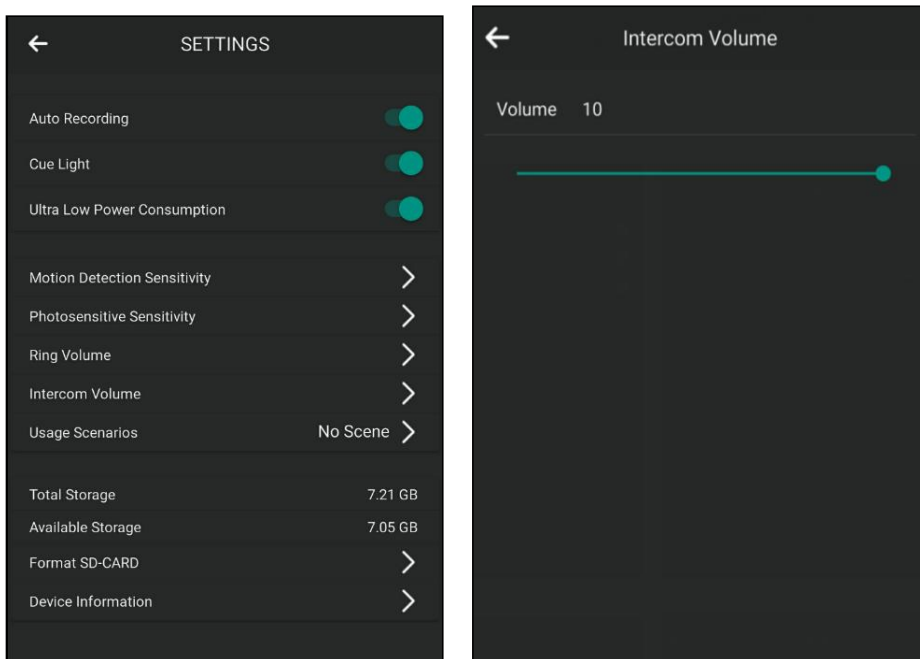 SETTINGS
Auto Recording
Cue Light
Ultra Low Power Consumption
Motion Detection Sensitivity
Photosensitive Sensitivity
Ring Volume
Intercom Volume
Usage Scenarios No Scene
Total Storage 7.21 GB
Available Storage 7.05 GB
Format SD-CARD
Device Information
Intercom Volume
Volume 10